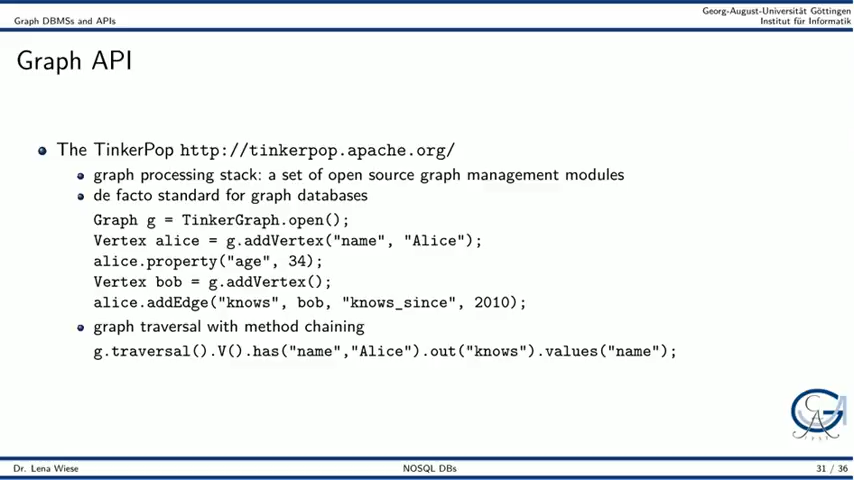 Graph DBMSs and APIs
Georg-August-Universität Göttingen
Institut für Informatik
Graph API
The TinkerPop http://tinkerpop.apache.org/
graph processing stack: a set of open source graph management modules
de facto standard for graph databases
Graph g = TinkerGraph.open();
Vertex alice = g.addVertex("name", "Alice");
alice.property("age", 34);
Vertex bob = g.addVertex();
alice.addEdge("knows", bob, "knows_since", 2010);
graph traversal with method chaining
g.traversal().V().has("name","Alice").out("knows").values("name");
Dr. Lena Wiese
NOSQL DBs
31 / 36